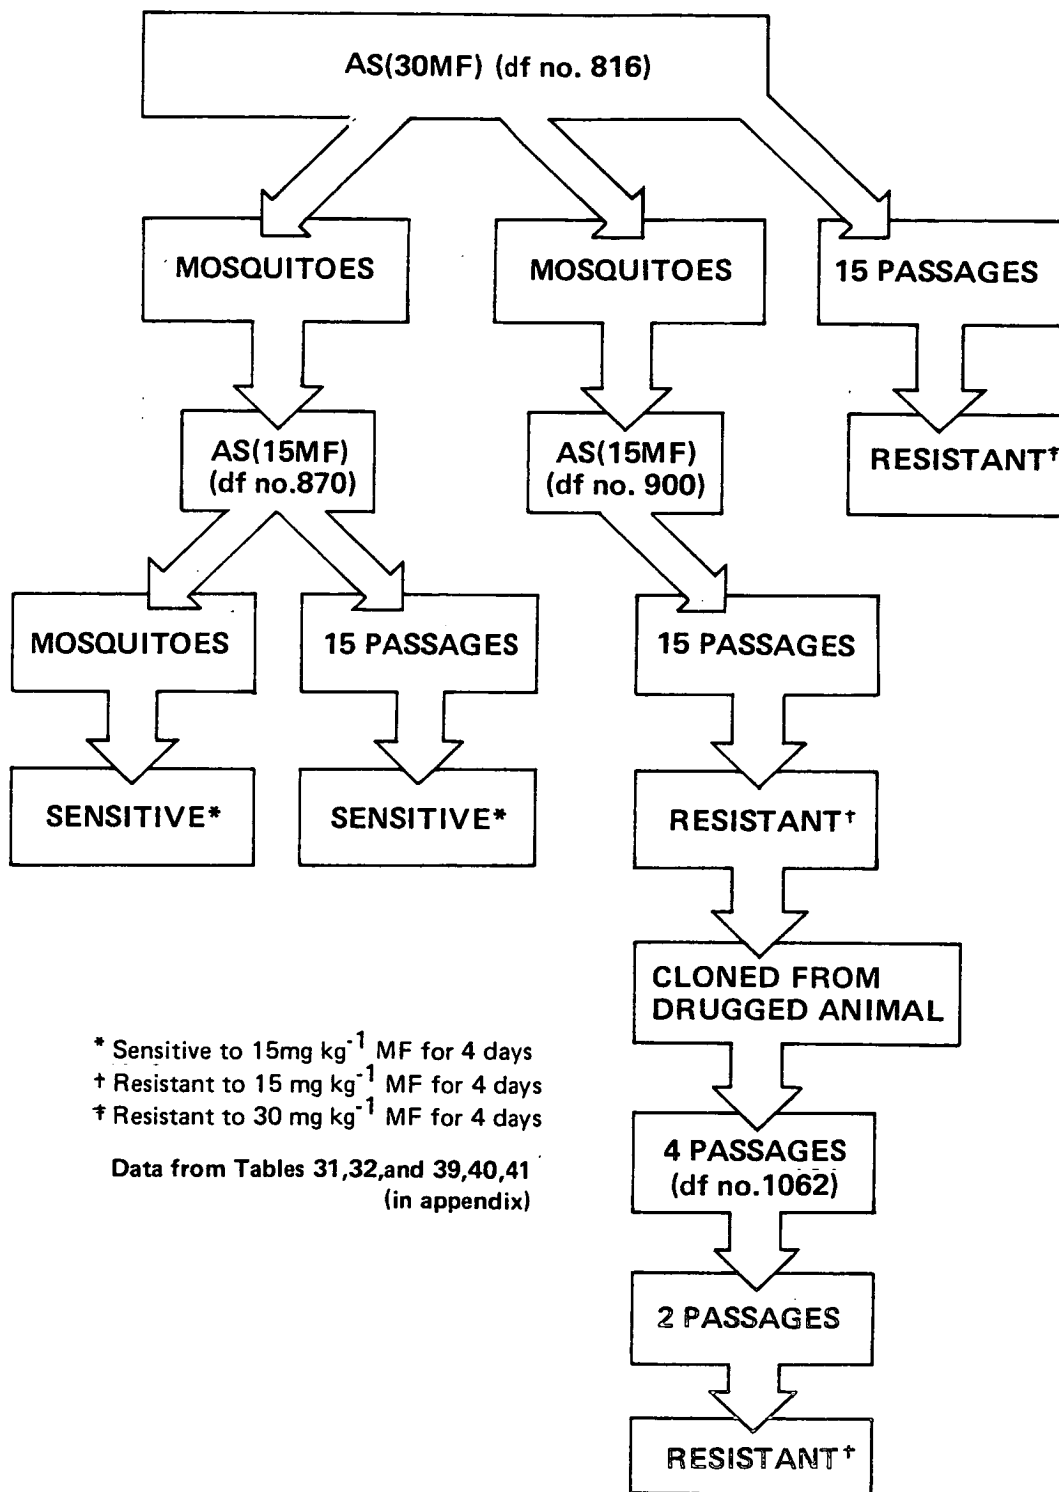 AS(30MF) (df no. 816)
MOSQUITOES
MOSQUITOES
15 PASSAGES
AS(15MF)
(df no.870)
AS(15MF)
(df no. 900)
RESISTANT‡
MOSQUITOES
15 PASSAGES
15 PASSAGES
SENSITIVE*
SENSITIVE*
RESISTANT†
CLONED FROM
DRUGGED ANIMAL
* Sensitive to 15mg kg⁻¹ MF for 4 days
† Resistant to 15 mg kg⁻¹ MF for 4 days
‡ Resistant to 30 mg kg⁻¹ MF for 4 days
Data from Tables 31,32,and 39,40,41
(in appendix)
4 PASSAGES
(df no.1062)
2 PASSAGES
RESISTANT†